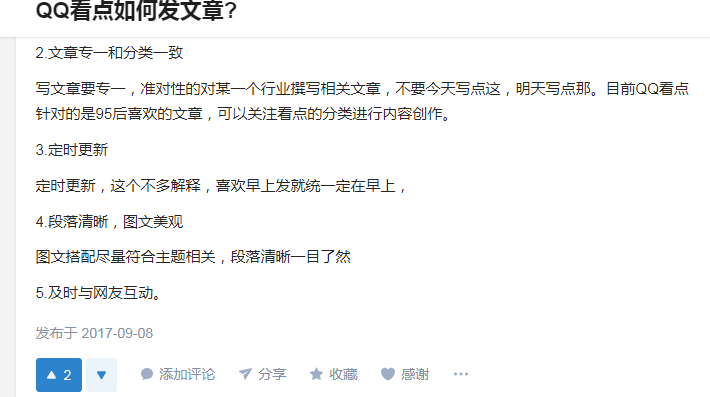 QQ看点如何发文章?
2.文章专一和分类一致
写文章要专一，准对性的对某一个行业撰写相关文章，不要今天写点这，明天写点那。目前QQ看点
针对的是95后喜欢的文章，可以关注看点的分类进行内容创作。
3.定时更新
定时更新，这个不多解释，喜欢早上发就统一定在早上，
4.段落清晰，图文美观
图文搭配尽量符合主题相关，段落清晰一目了然
5.及时与网友互动。
发布于 2017-09-08
2 添加评论 分享 收藏 感谢